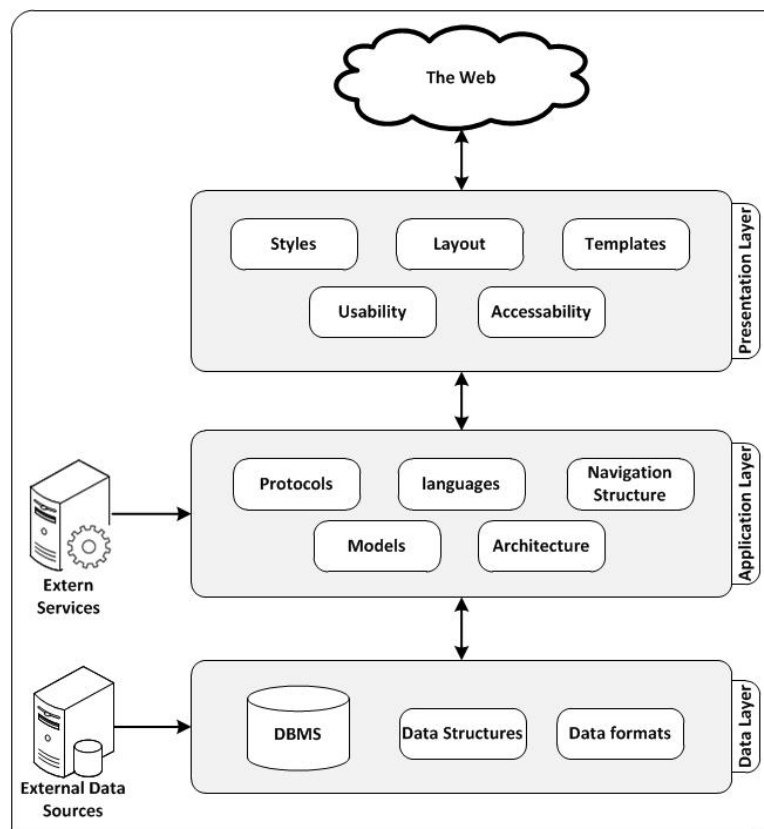 The Web
Styles
Layout
Templates
Usability
Accessability
Presentation Layer
Protocols
languages
Navigation
Structure
Models
Architecture
Application Layer
Extern
Services
DBMS
Data Structures
Data formats
Data Layer
External Data
Sources